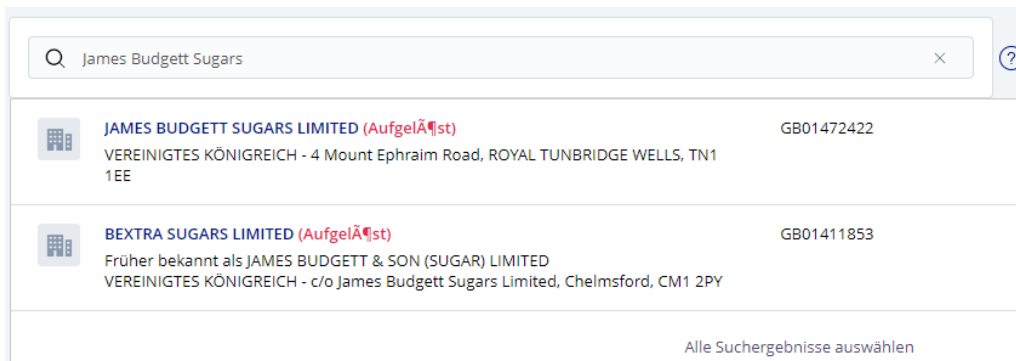 James Budgett Sugars
JAMES BUDGETT SUGARS LIMITED (AufgelÃ¶st)
GB01472422
VEREINIGTES KÖNIGREICH - 4 Mount Ephraim Road, ROYAL TUNBRIDGE WELLS, TN1
1EE
BEXTRA SUGARS LIMITED (AufgelÃ¶st)
GB01411853
Früher bekannt als JAMES BUDGETT & SON (SUGAR) LIMITED
VEREINIGTES KÖNIGREICH - c/o James Budgett Sugars Limited, Chelmsford, CM1 2PY
Alle Suchergebnisse auswählen